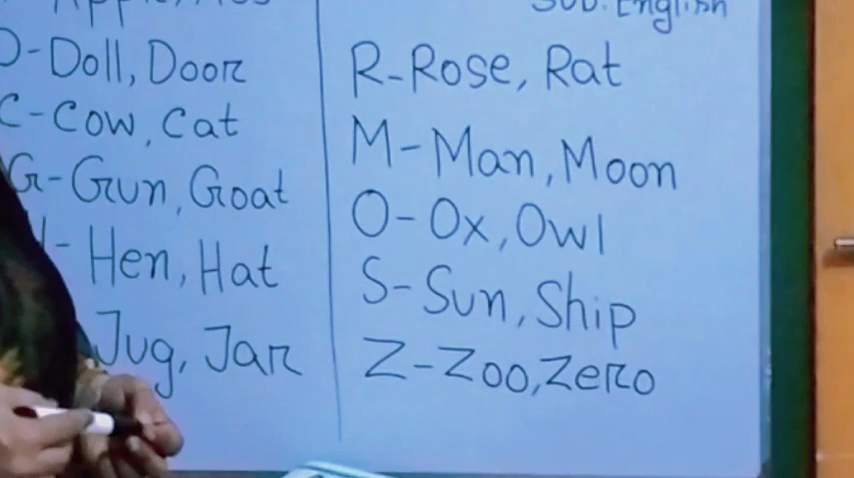 Sub: English
D-Doll, Door
C-Cow, Cat
G-Gun, Goat
- Hen, Hat
Jug, Jar
R-Rose, Rat
M-Man, Moon
O-Ox, Owl
S-Sun, Ship
Z-Zoo, Zero